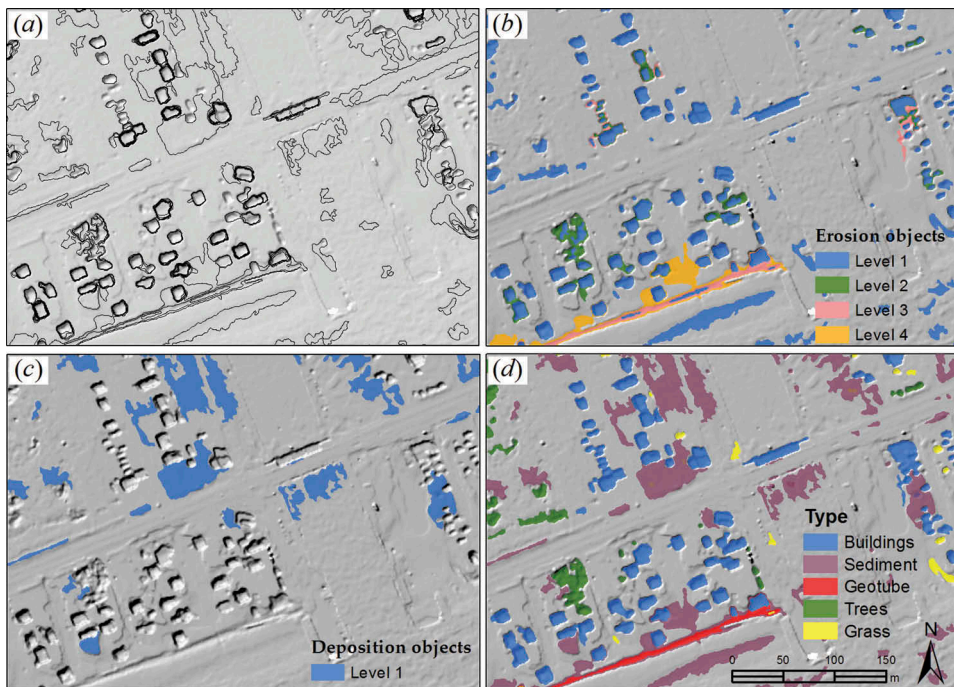 (a)
(b)
Erosion objects
Level 1
Level 2
Level 3
Level 4
(c)
Deposition objects
Level 1
(d)
Type
Buildings
Sediment
Geotube
Trees
Grass
N
0 50 100 150
m